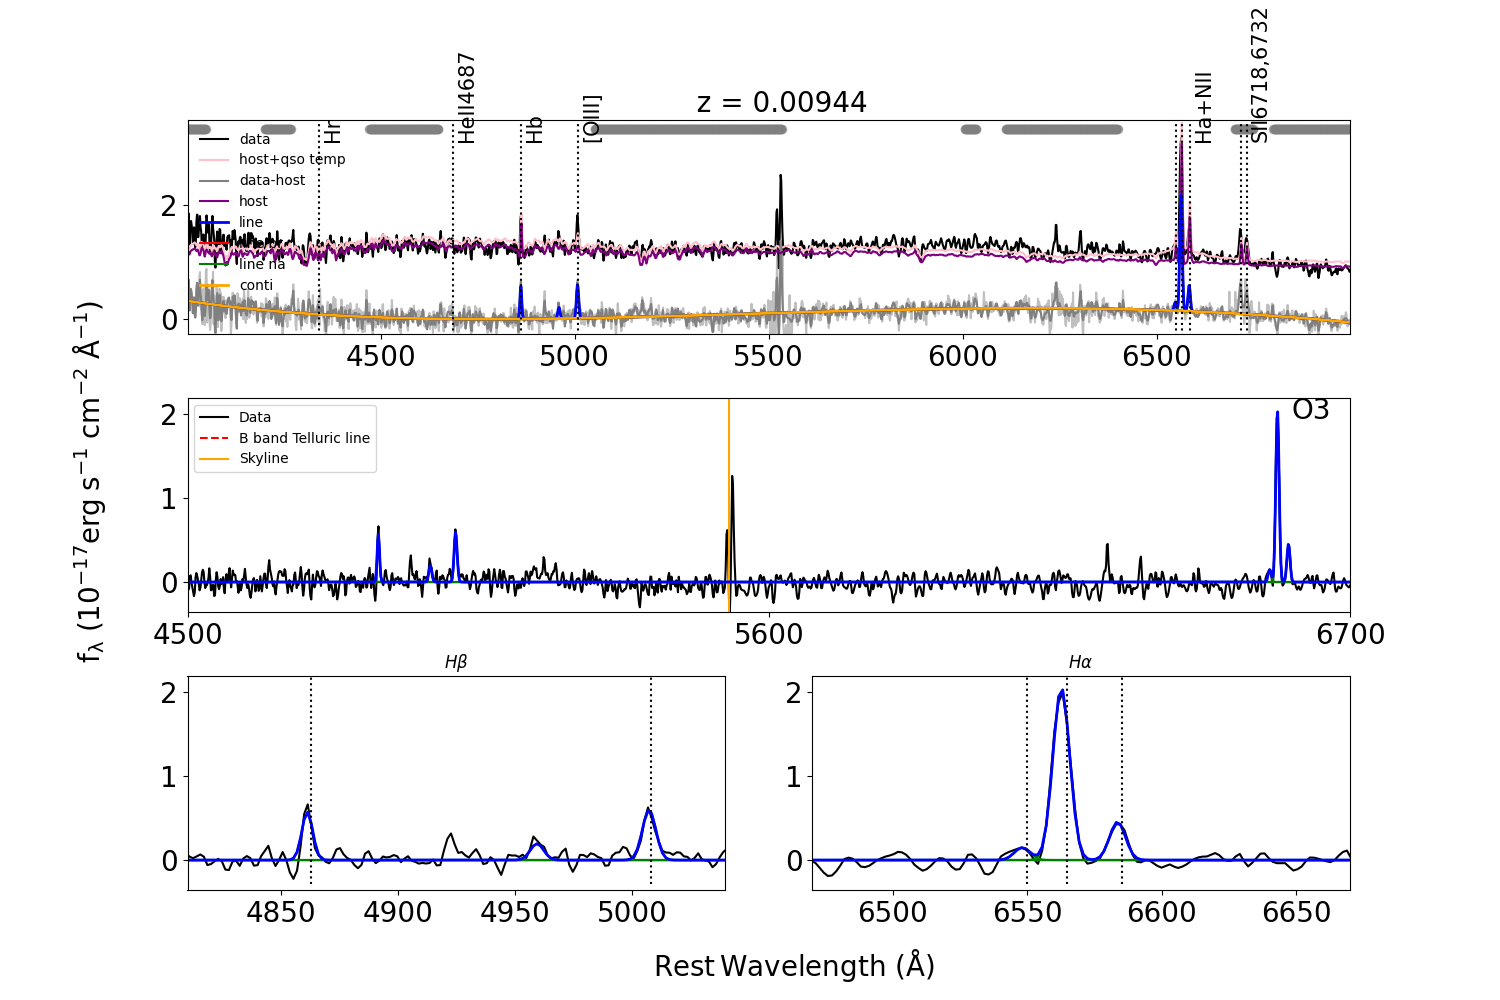 z = 0.00944
Hr
HeII4687
Hb
[OIII]
Ha+NII
SII6718,6732
data
host+qso temp
data-host
host
line
line na
conti
2
0
4500 5000 5500 6000 6500
fλ (10⁻¹⁷erg s⁻¹ cm⁻² Å⁻¹)
Data
B band Telluric line
Skyline
O3
2
1
0
4500 5600 6700
Hβ
2
1
0
4850 4900 4950 5000
Hα
2
1
0
6500 6550 6600 6650
Rest Wavelength (Å)